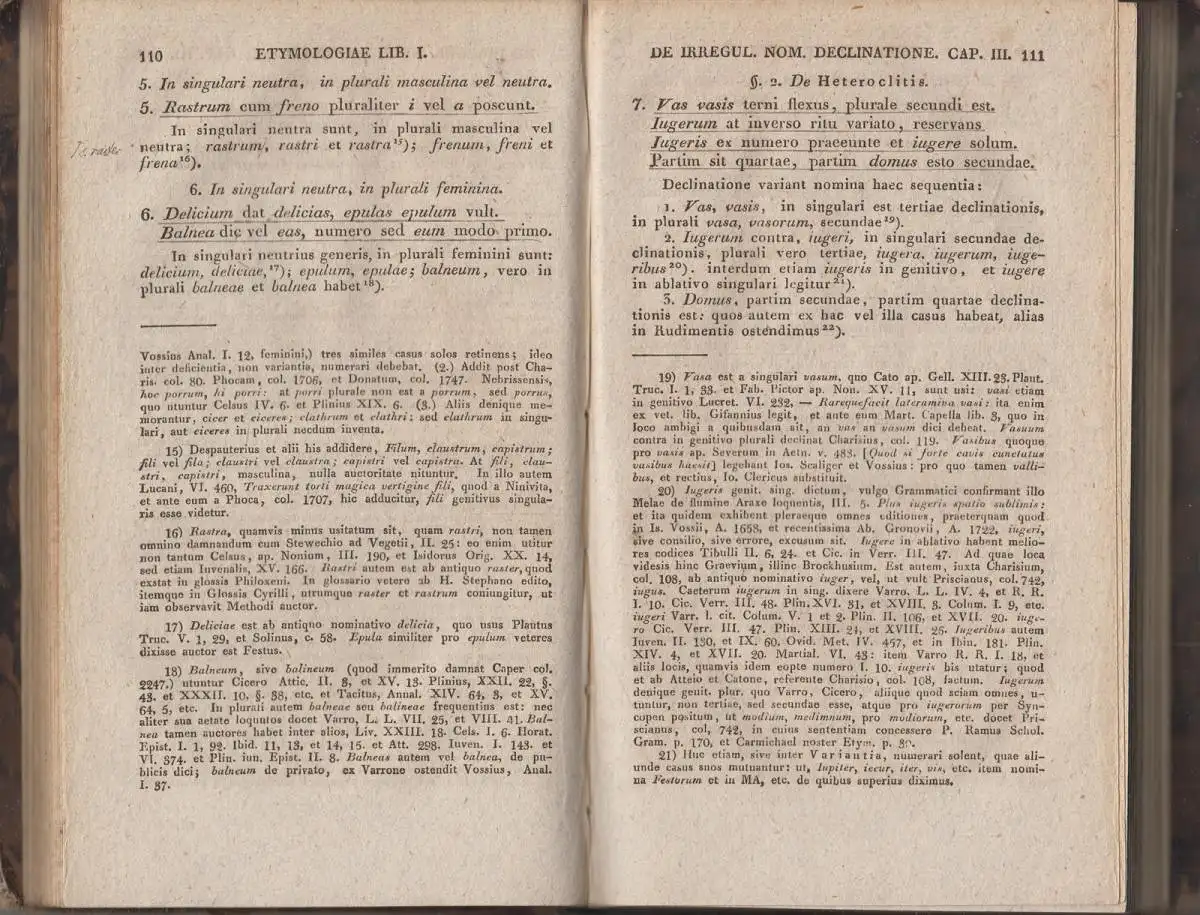 110 ETYMOLOGIAE LIB. I.
5. In singulari neutra, in plurali masculina vel neutra.
5. Rastrum cum freno pluraliter i vel a poscunt.
In singulari neutra sunt, in plurali masculina vel
neutra; rastrum, rastri et rastra¹⁵); frenum, freni et
frena¹⁶).
raster
6. In singulari neutra, in plurali feminina.
6. Delicium dat delicias, epulas epulum vult.
Balnea dic vel eas, numero sed eum modo primo.
In singulari neutrius generis, in plurali feminini sunt:
delicium, deliciae,¹⁷); epulum, epulae; balneum, vero in
plurali balneae et balnea habet¹⁸).
Vossius Anal. I. 12, feminini,) tres similes casus solos retinens; ideo
inter deficientia, non variantia, numerari debebat. (2.) Addit post Cha-
ris. col. 80. Phocam, col. 1706, et Donatum, col. 1747. Nebrissensis,
hoc porrum, hi porri: at porri plurale non est a porrum, sed porrus,
quo utuntur Celsus IV. 6. et Plinius XIX. 6. (3.) Aliis denique me-
morantur, cicer et ciceres; clathrum et clathri; sed clathrum in singu-
lari, aut ciceres in plurali necdum inventa.
15) Despauterius et alii his addidere, Filum, claustrum, capistrum;
fili vel fila; claustri vel claustra; capistri vel capistra. At fili, clau-
stri, capistri, masculina, nulla auctoritate nituntur. In illo autem
Lucani, VI. 460, Traxerunt torti magica vertigine fili, quod a Ninivita,
et ante eum a Phoca, col. 1707, hic adducitur, fili genitivus singula-
ris esse videtur.
16) Rastra, quamvis minus usitatum sit, quam rastri, non tamen
omnino damnandum cum Stewechio ad Vegetii, II. 25: eo enim utitur
non tantum Celsus, ap. Nonium, III. 190, et Isidorus Orig. XX. 14,
sed etiam Iuvenalis, XV. 166. Rastri autem est ab antiquo raster, quod
exstat in glossis Philoxeni. In glossario vetere ab H. Stephano edito,
itemque in Glossis Cyrilli, utrumque raster et rastrum coniungitur, ut
iam observavit Methodi auctor.
17) Deliciae est ab antiquo nominativo delicia, quo usus Plautus
Truc. V. 1, 29, et Solinus, c. 58. Epula similiter pro epulum veteres
dixisse auctor est Festus.
18) Balneum, sive balineum (quod immerito damnat Caper col.
2247.) utuntur Cicero Attic. II. 3, et XV. 13. Plinius, XXII. 22, §.
43. et XXXII. 10, §. 38, etc. et Tacitus, Annal. XIV. 64, 3, et XV.
64, 5, etc. In plurali autem balneae seu balneae frequentius est: nec
aliter sua aetate loquutos docet Varro, L. L. VII. 25, et VIII. 41. Bal-
nea tamen auctores habet inter alios, Liv. XXIII. 18. Cels. I. 6. Horat.
Epist. I. 1, 92. Ibid. 11, 13, et 14, 15. et Att. 298. Iuven. I. 143. et
VI. 374. et Plin. iun. Epist. II. 8. Balneas autem vel balnea, de pu-
blicis dici; balneum de privato, ex Varrone ostendit Vossius, Anal.
I. 37.
DE IRREGUL. NOM. DECLINATIONE. CAP. III. 111
§. 2. De Heteroclitis.
7. Vas vasis terni flexus, plurale secundi est.
Iugerum at inverso ritu variato, reservans
Iugeris ex numero praeeunte et iugere solum.
Partim sit quartae, partim domus esto secundae.
Declinatione variant nomina haec sequentia:
1. Vas, vasis, in singulari est tertiae declinationis,
in plurali vasa, vasorum, secundae¹⁹).
2. Iugerum contra, iugeri, in singulari secundae de-
clinationis, plurali vero tertiae, iugera, iugerum, iuge-
ribus²⁰). interdum etiam iugeris in genitivo, et iugere
in ablativo singulari legitur²¹).
3. Domus, partim secundae, partim quartae declina-
tionis est: quos autem ex hac vel illa casus habeat, alias
in Rudimentis ostendimus²²).
19) Vasa est a singulari vasum, quo Cato ap. Gell. XIII. 23. Plaut.
Truc. I. 1, 33. et Fab. Pictor ap. Non. XV. 11, sunt usi: vasi etiam
in genitivo Lucret. VI. 232, — Rarequefacit lateramina vasi: ita enim
ex vet. lib. Gifannius legit, et ante eum Mart. Capella lib. 3, quo in
loco ambigi a quibusdam ait, an vas an vasum dici debeat. Vasuum
contra in genitivo plurali declinat Charisius, col. 119. Vasibus quoque
pro vasis ap. Severum in Aetn. v. 483. [Quod si forte cavis cunctatus
vasibus haesit] legebant Ios. Scaliger et Vossius: pro quo tamen valli-
bus, et rectius, Io. Clericus substituit.
20) Iugeris genit. sing. dictum, vulgo Grammatici confirmant illo
Melae de flumine Araxe loquentis, III. 5. Plus iugeris spatio sublimis:
et ita quidem exhibent pleraeque omnes editiones, praeterquam quod
in Is. Vossii, A. 1658, et recentissima Ab. Gronovii, A. 1722, iugeri,
sive consilio, sive errore, excusum sit. Iugere in ablativo habent melio-
res codices Tibulli II. 6, 24. et Cic. in Verr. III. 47. Ad quae loca
videsis hinc Graevium, illinc Brockhusium. Est autem, iuxta Charisium,
col. 108, ab antiquo nominativo iuger, vel, ut vult Priscianus, col. 742,
iugus. Caeterum iugerum in sing. dixere Varro. L. L. IV. 4, et R. R.
I. 10. Cic. Verr. III. 48. Plin. XVI. 31, et XVIII. 3. Colum. I. 9, etc.
iugeri Varr. l. cit. Colum. V. 1 et 2. Plin. II. 106, et XVII. 20. iuge-
ro Cic. Verr. III. 47. Plin. XIII. 21, et XVIII. 25. Iugeribus autem
Iuven. II. 130, et IX. 60. Ovid. Met. IV. 457, et in Ibin. 181. Plin.
XIV. 4, et XVII. 20. Martial. VI. 43: item Varro R. R. I. 18, et
aliis locis, quamvis idem eopte numero I. 10. iugeris bis utatur; quod
et ab Atteio et Catone, referente Charisio, col. 108, factum. Iugerum
denique genit. plur. quo Varro, Cicero, aliique quod sciam omnes, u-
tuntur, non tertiae, sed secundae esse, atque pro iugerorum per Syn-
copen positum, ut modium, medimnum, pro modiorum, etc. docet Pri-
scianus, col, 742, in cuius sententiam concessere P. Ramus Schol.
Gram. p. 170, et Carmichael noster Etym. p. 30.
21) Huc etiam, sive inter Variantia, numerari solent, quae ali-
unde casus suos mutuantur: ut, Iupiter, iecur, iter, vis, etc. item nomi-
na Festorum et in MA, etc. de quibus superius diximus.